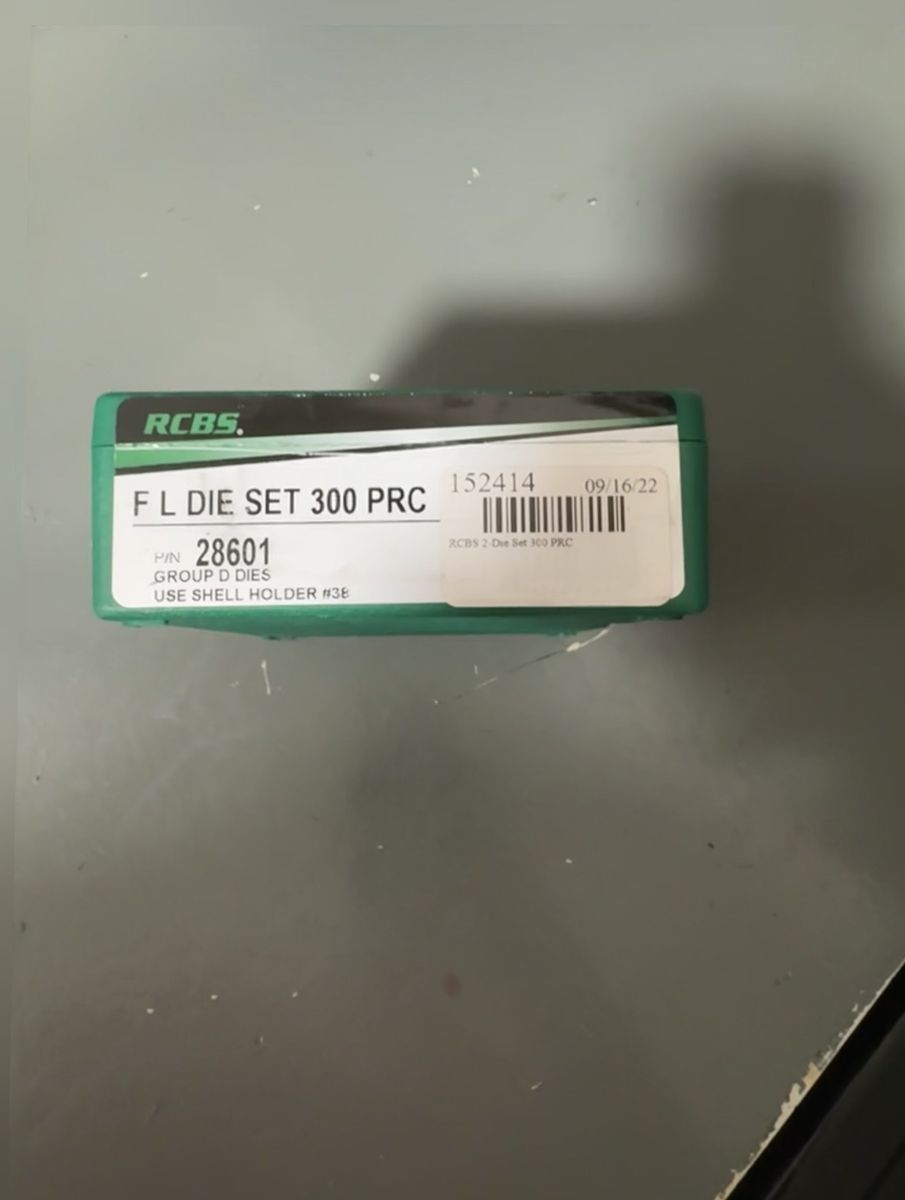 RCBS.
F L DIE SET 300 PRC
P/N 28601
GROUP D DIES
USE SHELL HOLDER #38
152414 09/16/22
RCBS 2-Die Set 300 PRC